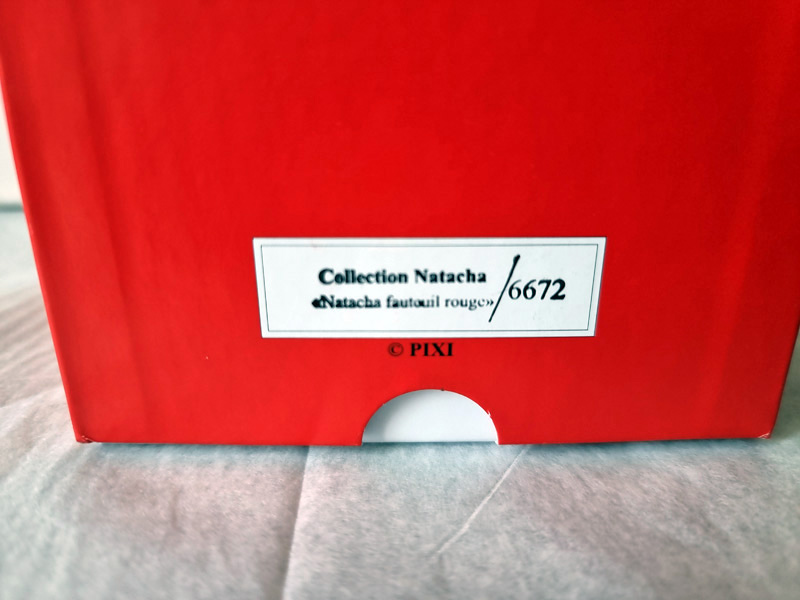 Collection Natacha
«Natacha fauteuil rouge»
/6672
© PIXI